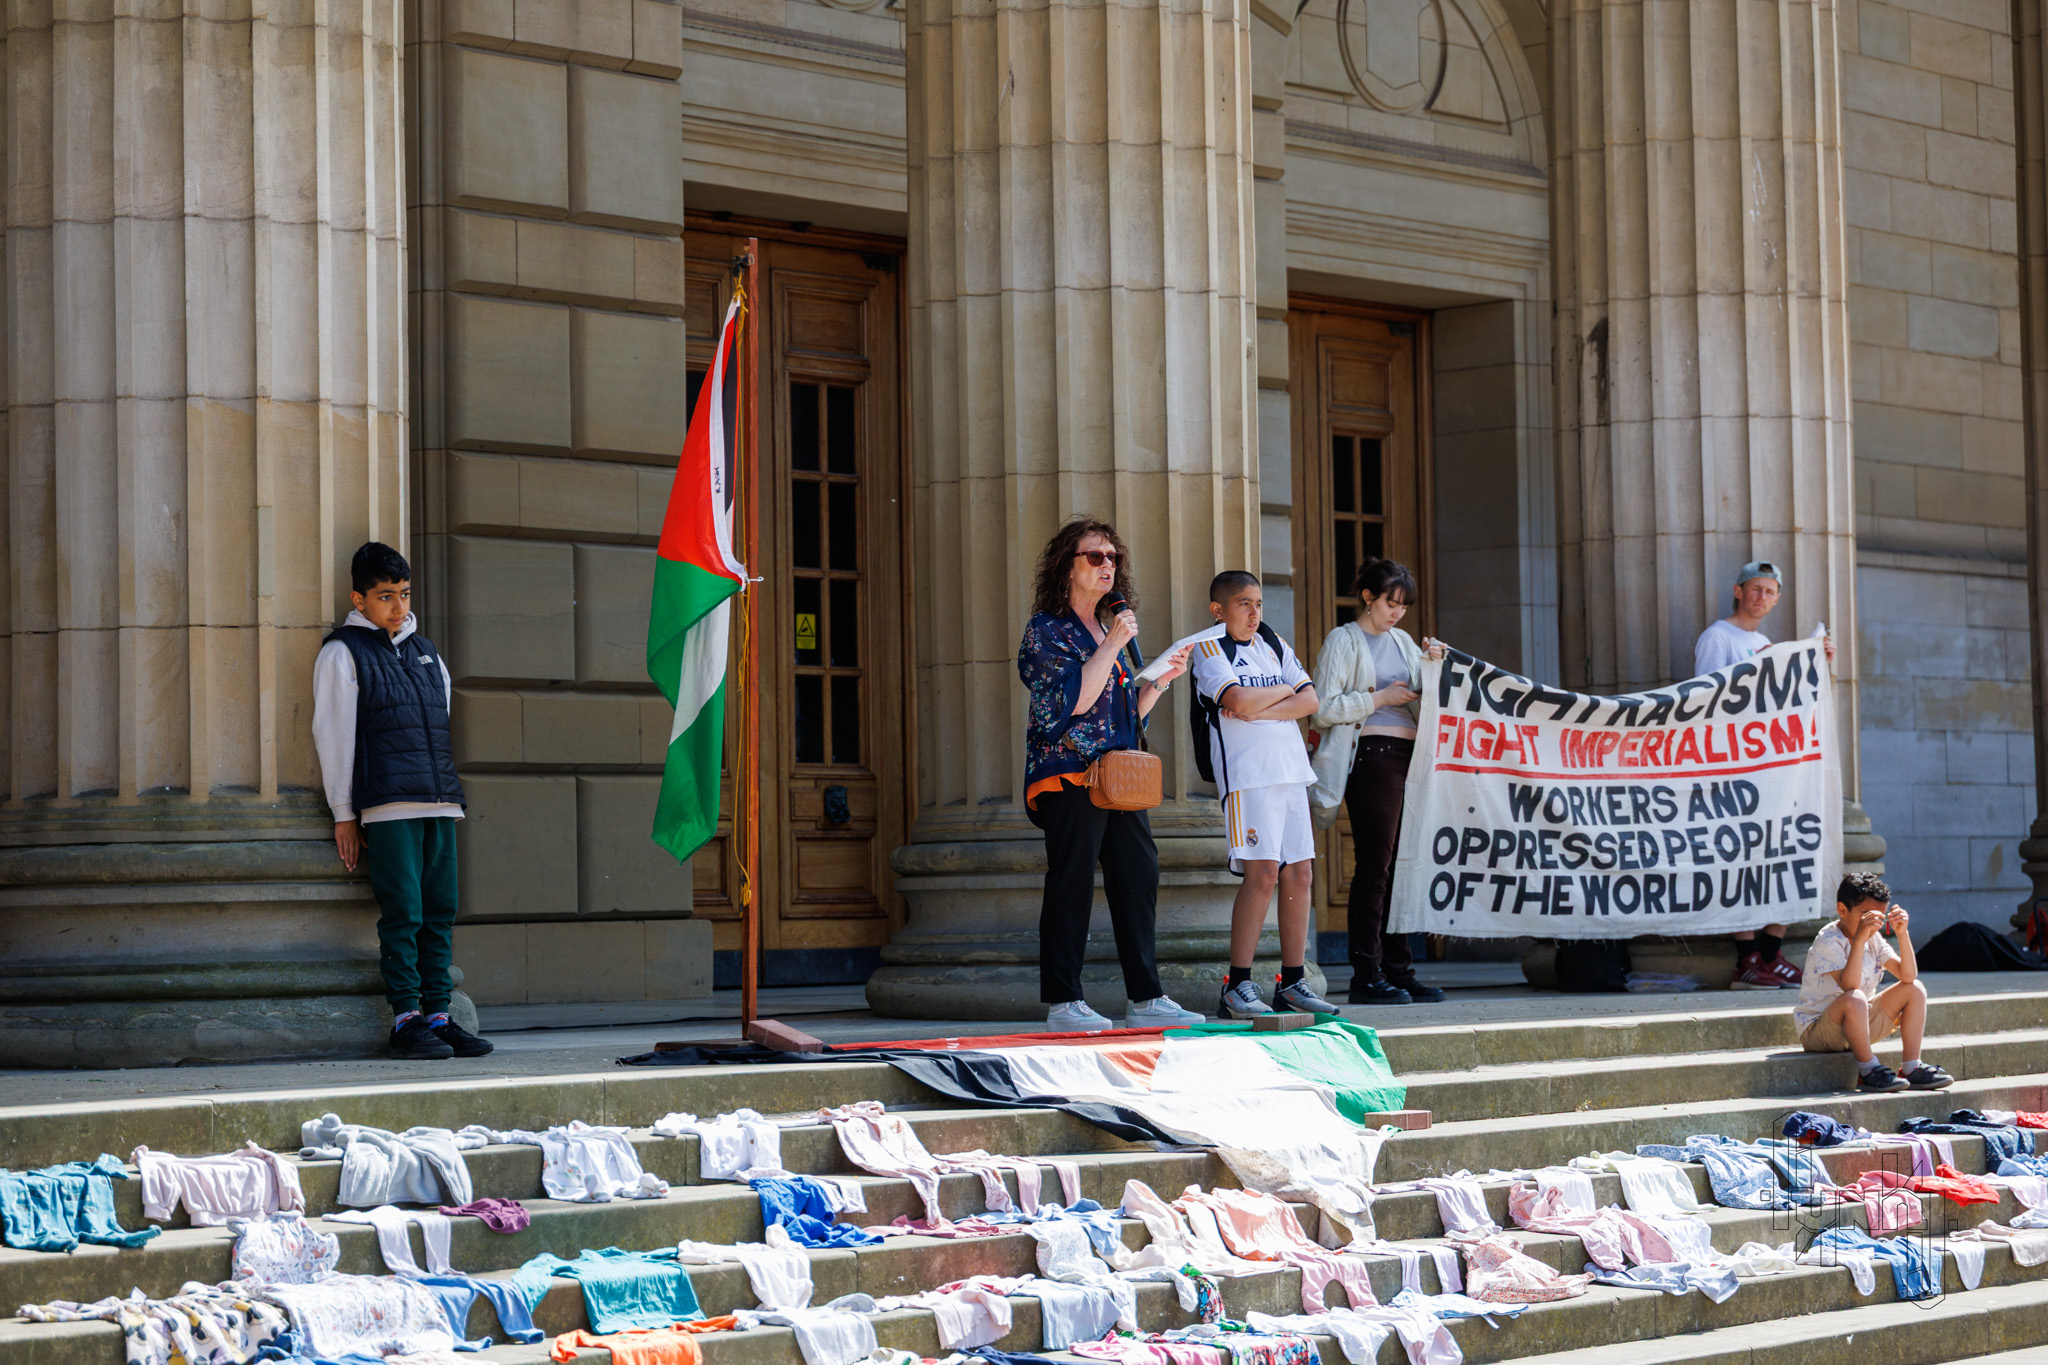 FIGHT RACISM!
FIGHT IMPERIALISM!
WORKERS AND
OPPRESSED PEOPLES
OF THE WORLD UNITE
Emirates